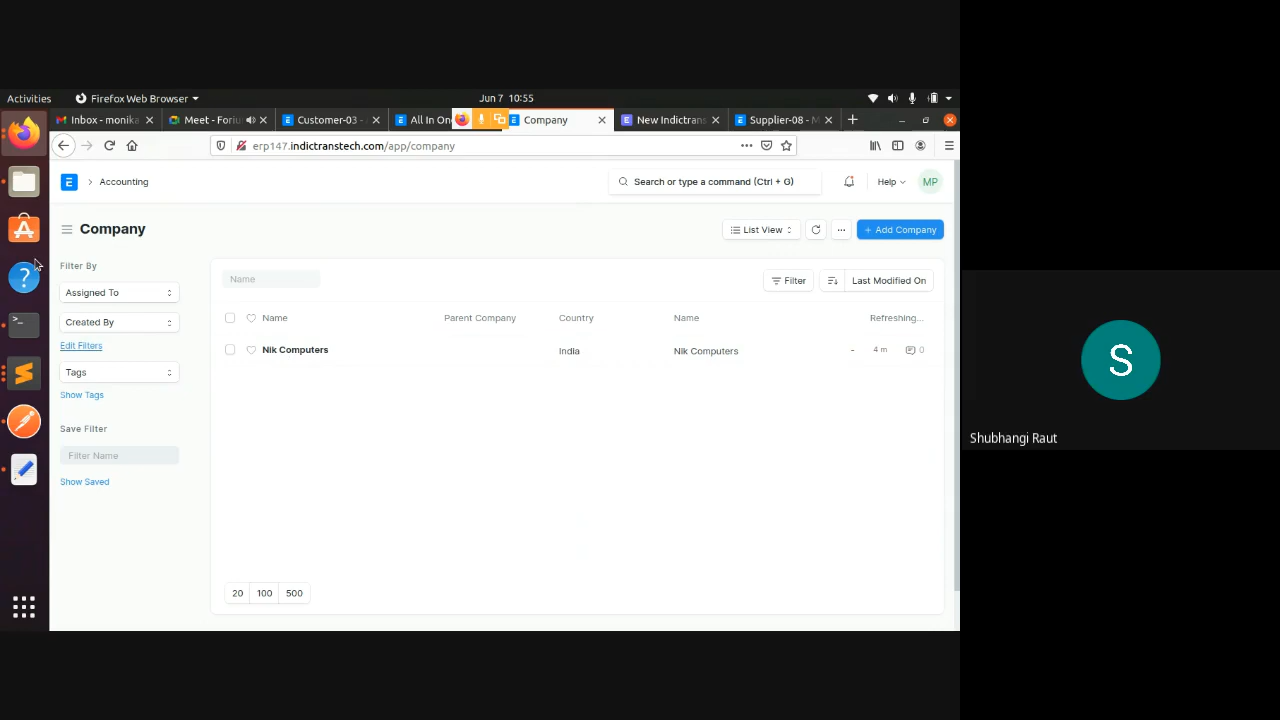 Activities
Firefox Web Browser
Jun 7 10:55
Inbox - monika
Meet - Foriu
Customer-03 -
All In On
Company
New Indictrans
Supplier-08 - M
erp147.indictranstech.com/app/company
E
Accounting
Search or type a command (Ctrl + G)
Help
MP
Company
List View
+ Add Company
Filter By
Assigned To
Created By
Edit Filters
Tags
Show Tags
Save Filter
Filter Name
Show Saved
Name
Filter
Last Modified On
Name
Parent Company
Country
Name
Refreshing...
Nik Computers
India
Nik Computers
-
4 m
0
20
100
500
S
Shubhangi Raut